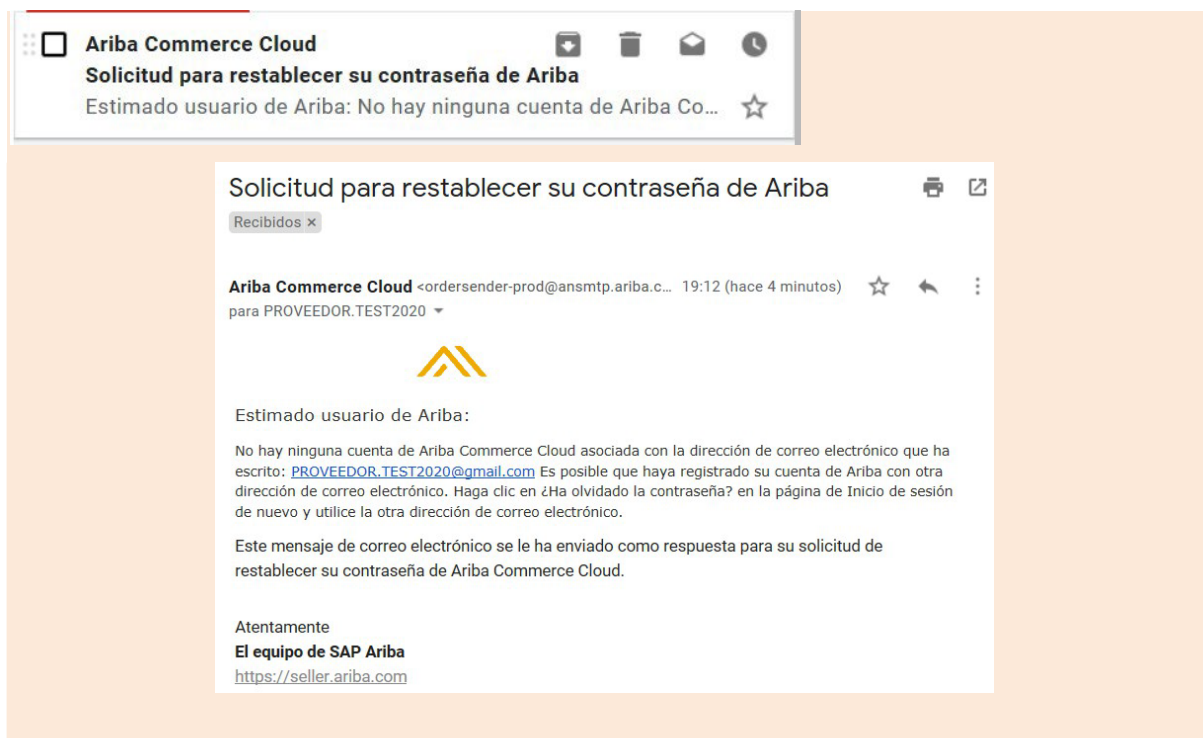 Ariba Commerce Cloud
Solicitud para restablecer su contraseña de Ariba
Estimado usuario de Ariba: No hay ninguna cuenta de Ariba Co...
Solicitud para restablecer su contraseña de Ariba
Recibidos ×
Ariba Commerce Cloud <ordersender-prod@ansmtp.ariba.c... 19:12 (hace 4 minutos)
para PROVEEDOR.TEST2020
Estimado usuario de Ariba:
No hay ninguna cuenta de Ariba Commerce Cloud asociada con la dirección de correo electrónico que ha
escrito: PROVEEDOR.TEST2020@gmail.com Es posible que haya registrado su cuenta de Ariba con otra
dirección de correo electrónico. Haga clic en ¿Ha olvidado la contraseña? en la página de Inicio de sesión
de nuevo y utilice la otra dirección de correo electrónico.
Este mensaje de correo electrónico se le ha enviado como respuesta para su solicitud de
restablecer su contraseña de Ariba Commerce Cloud.
Atentamente
El equipo de SAP Ariba
https://seller.ariba.com